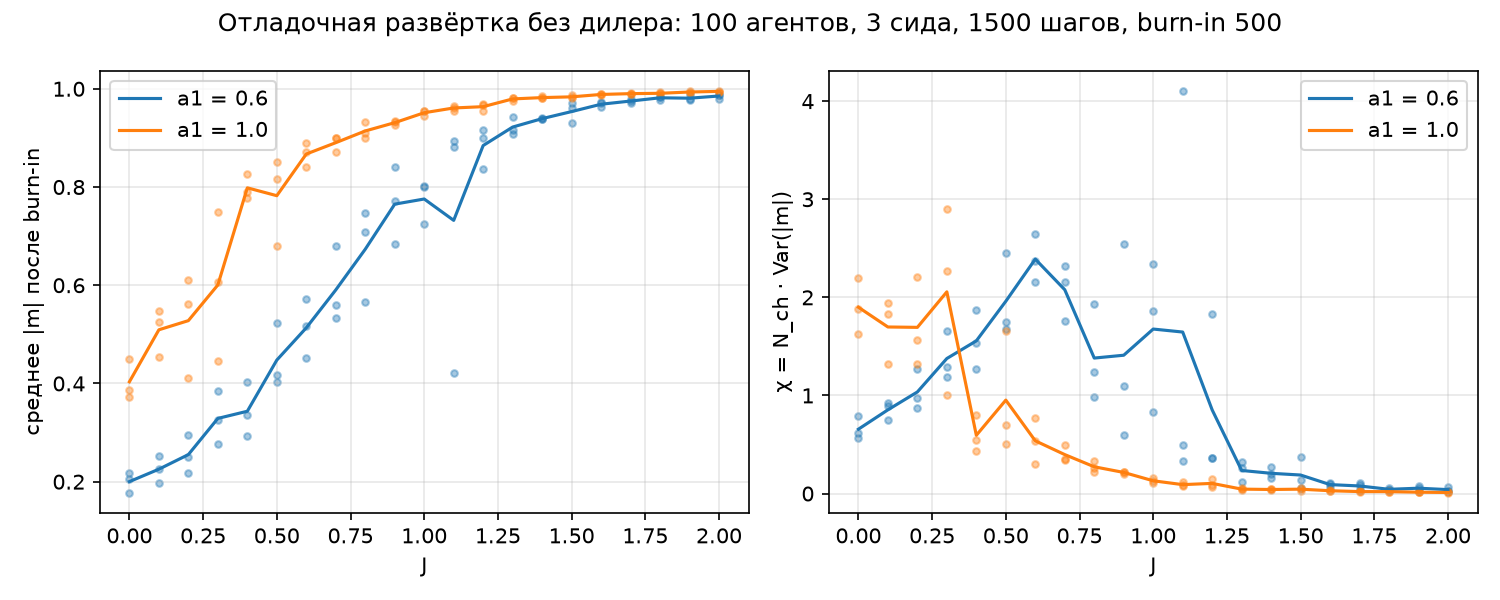 Отладочная развёртка без дилера: 100 агентов, 3 сида, 1500 шагов, burn-in 500
среднее |m| после burn-in
1.0
0.8
0.6
0.4
0.2
a1 = 0.6
a1 = 1.0
0.00 0.25 0.50 0.75 1.00 1.25 1.50 1.75 2.00
J
χ = N_ch · Var(|m|)
4
3
2
1
0
a1 = 0.6
a1 = 1.0
0.00 0.25 0.50 0.75 1.00 1.25 1.50 1.75 2.00
J